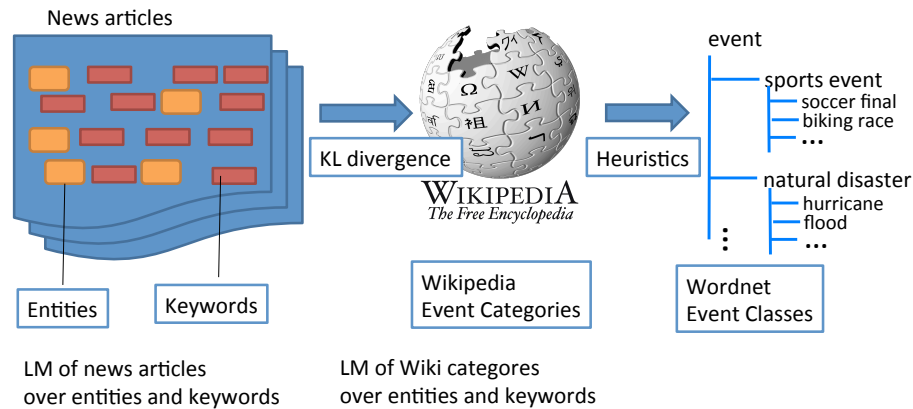 News articles
event
sports event
soccer final
biking race
...
KL divergence
Heuristics
WIKIPEDIA
The Free Encyclopedia
natural disaster
hurricane
flood
...
Entities
Keywords
Wikipedia
Event Categories
Wordnet
Event Classes
LM of news articles
over entities and keywords
LM of Wiki categores
over entities and keywords